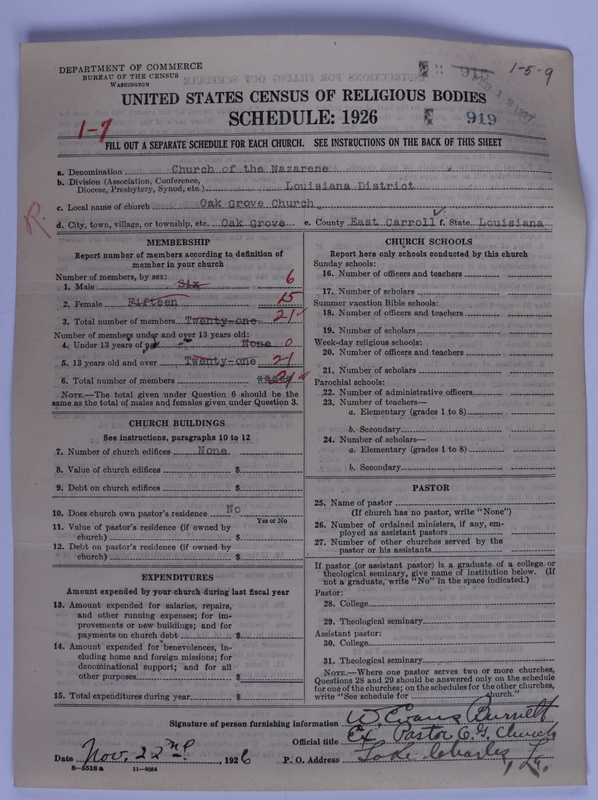 DEPARTMENT OF COMMERCE
BUREAU OF THE CENSUS
WASHINGTON
915 1-5-9
UNITED STATES CENSUS OF RELIGIOUS BODIES
SCHEDULE: 1926
919
1-7
FILL OUT A SEPARATE SCHEDULE FOR EACH CHURCH. SEE INSTRUCTIONS ON THE BACK OF THIS SHEET
a. Denomination Church of the Nazarene
b. Division (Association, Conference, Diocese, Presbytery, Synod, etc.) Louisiana District
c. Local name of church Oak Grove Church
R.
d. City, town, village, or township, etc. Oak Grove e. County East Carroll f. State Louisiana
MEMBERSHIP
Report number of members according to definition of
member in your church
Number of members, by sex:
1. Male Six 6
2. Female Fifteen 15
3. Total number of members Twenty-one 21
Number of members under and over 13 years old:
4. Under 13 years of age None 0
5. 13 years old and over Twenty-one 21
6. Total number of members 21
NOTE.—The total given under Question 6 should be the
same as the total of males and females given under Question 3.
CHURCH BUILDINGS
See instructions, paragraphs 10 to 12
7. Number of church edifices None
8. Value of church edifices $
9. Debt on church edifices $
10. Does church own pastor's residence No
Yes or No
11. Value of pastor's residence (if owned by
church) $
12. Debt on pastor's residence (if owned by
church) $
EXPENDITURES
Amount expended by your church during last fiscal year
13. Amount expended for salaries, repairs,
and other running expenses; for im-
provements or new buildings; and for
payments on church debt $
14. Amount expended for benevolences, in-
cluding home and foreign missions; for
denominational support; and for all
other purposes $
15. Total expenditures during year $
CHURCH SCHOOLS
Report here only schools conducted by this church
Sunday schools:
16. Number of officers and teachers
17. Number of scholars
Summer vacation Bible schools:
18. Number of officers and teachers
19. Number of scholars
Week-day religious schools:
20. Number of officers and teachers
21. Number of scholars
Parochial schools:
22. Number of administrative officers
23. Number of teachers—
a. Elementary (grades 1 to 8)
b. Secondary
24. Number of scholars—
a. Elementary (grades 1 to 8)
b. Secondary
PASTOR
25. Name of pastor
(If church has no pastor, write "None")
26. Number of ordained ministers, if any, em-
ployed as assistant pastors
27. Number of other churches served by the
pastor or his assistants
If pastor (or assistant pastor) is a graduate of a college or
theological seminary, give name of institution below. (If
not a graduate, write "No" in the space indicated.)
Pastor:
28. College
29. Theological seminary
Assistant pastor:
30. College
31. Theological seminary
NOTE.—Where one pastor serves two or more churches,
Questions 28 and 29 should be answered only on the schedule
for one of the churches; on the schedules for the other churches,
write "See schedule for church."
Signature of person furnishing information W Evans Burnett
Official title Ex Pastor O. G. Church
Date Nov. 22nd, 1926 P. O. Address Lake Charles, La.
8—5518 a 11—9084